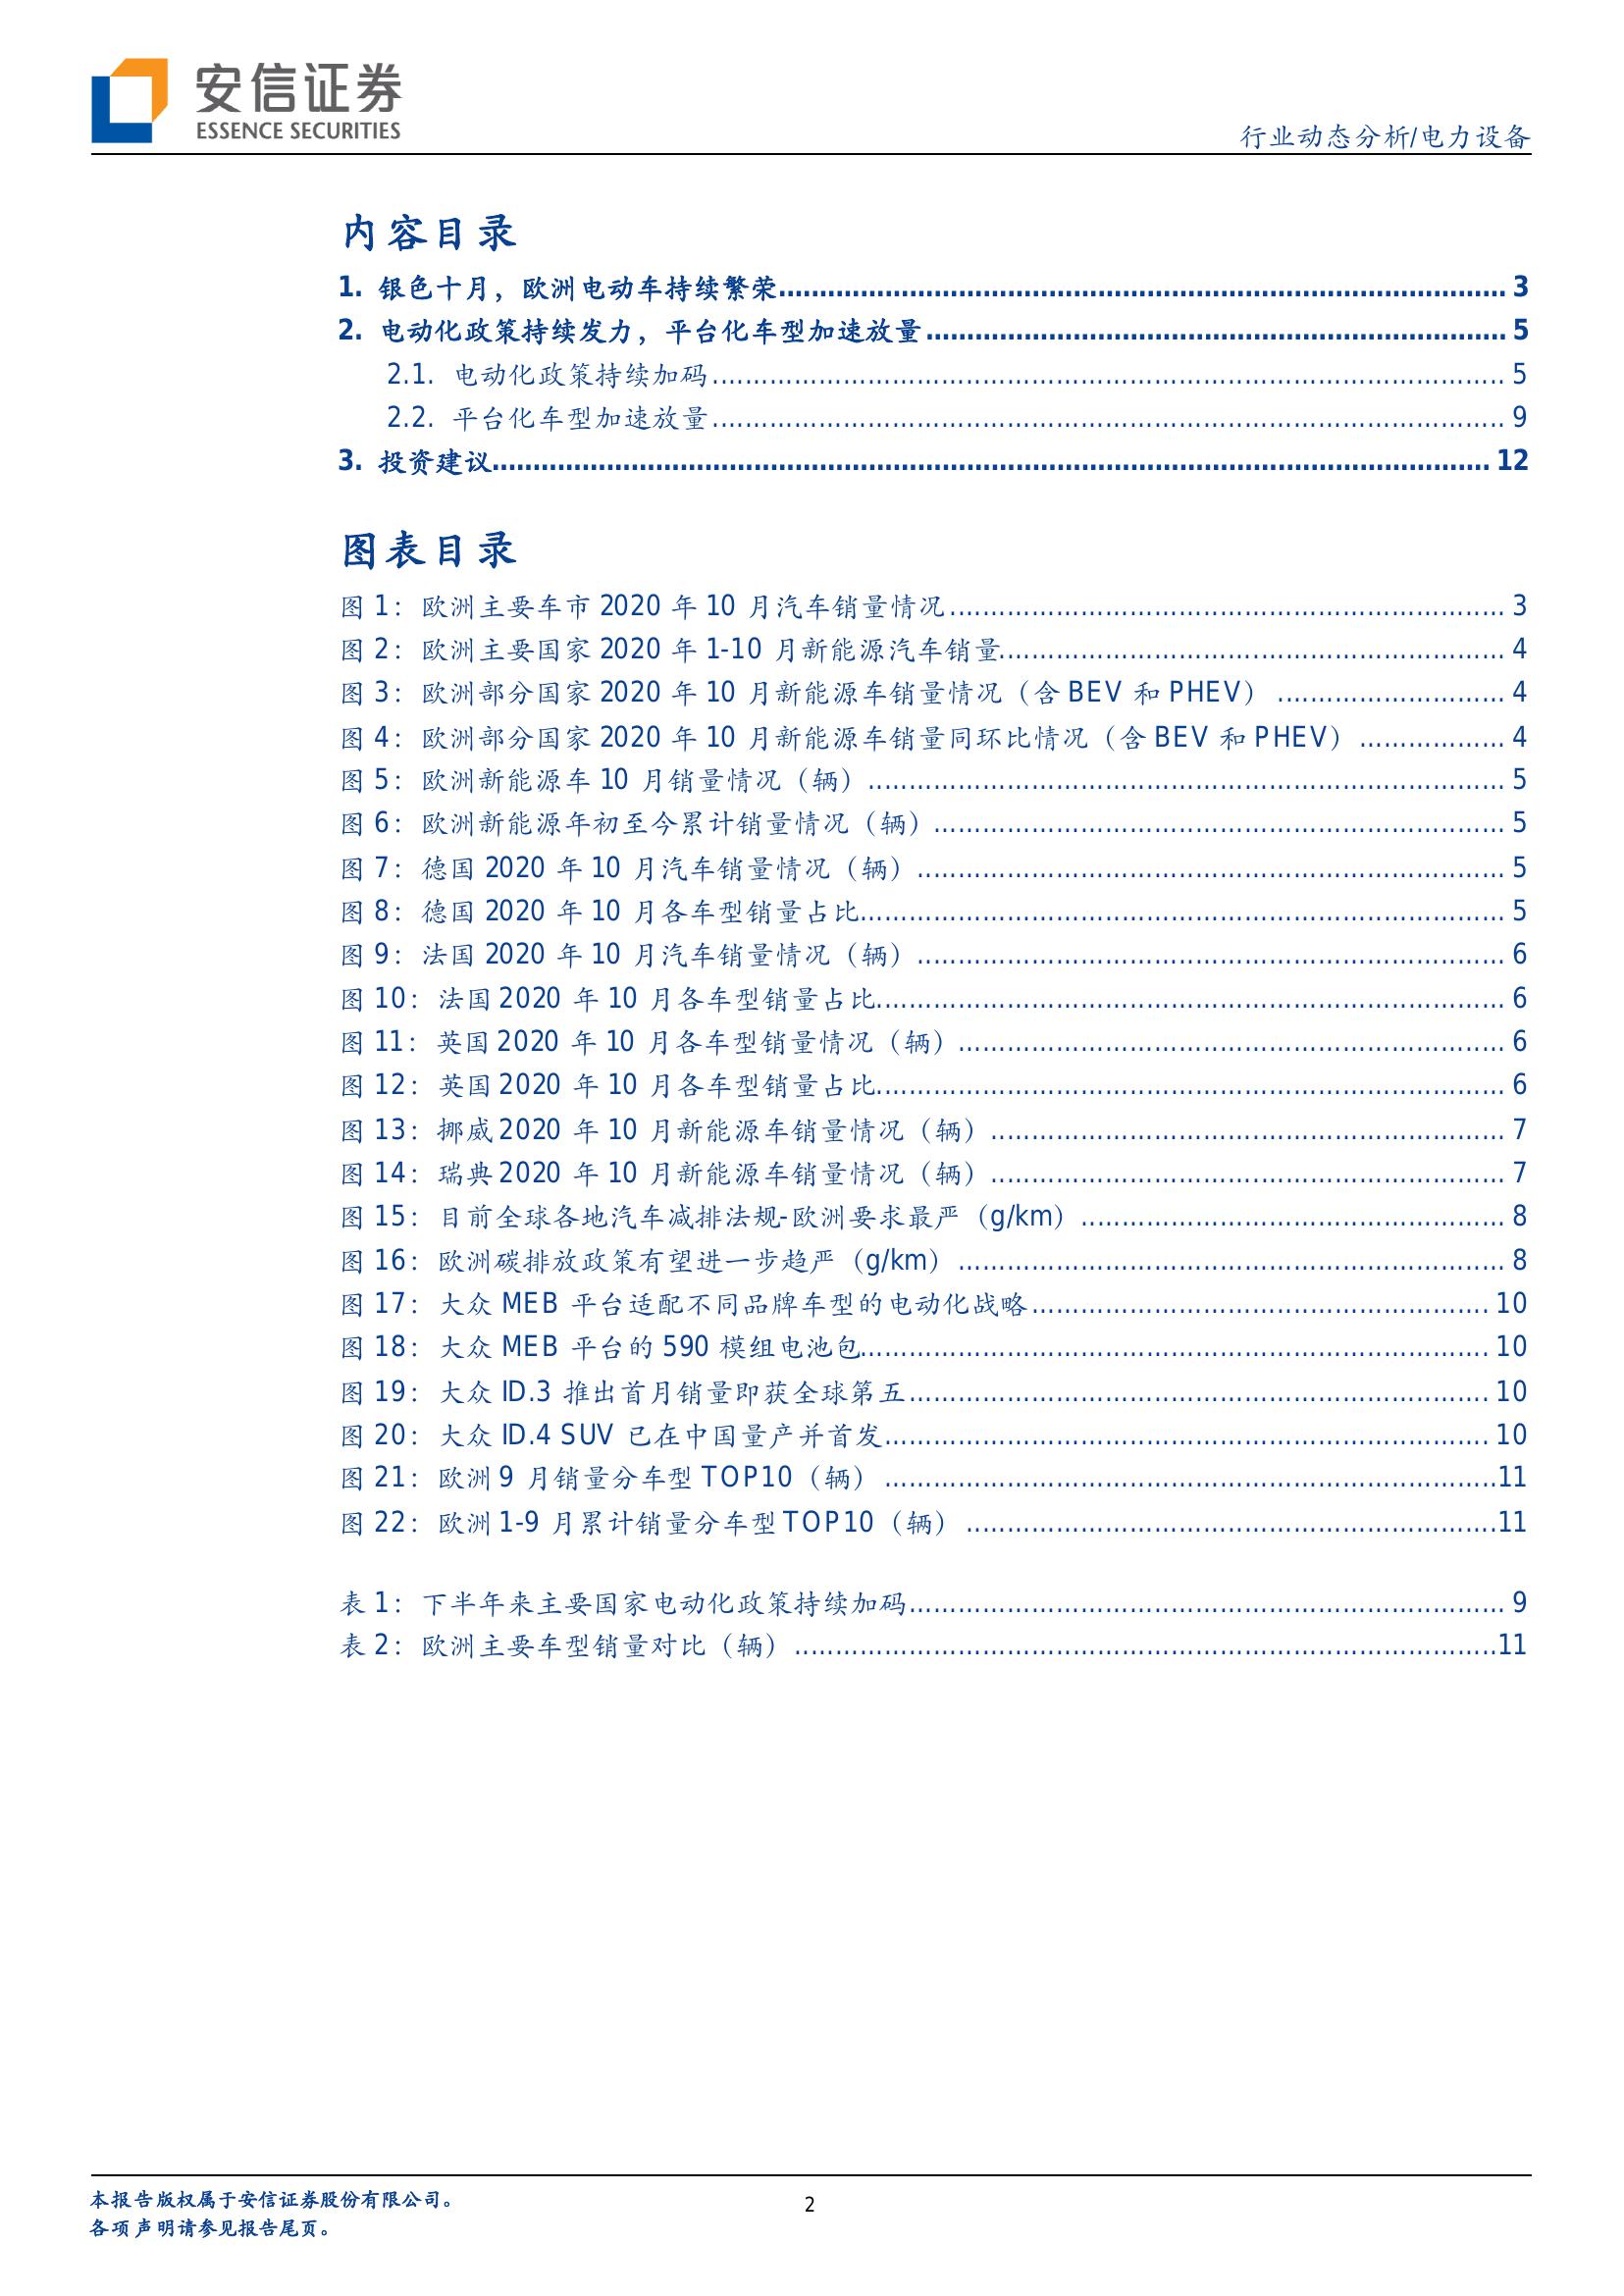 安信证券
ESSENCE SECURITIES
行业动态分析/电力设备
内容目录
1. 银色十月，欧洲电动车持续繁荣 3
2. 电动化政策持续发力，平台化车型加速放量 5
2.1. 电动化政策持续加码 5
2.2. 平台化车型加速放量 9
3. 投资建议 12
图表目录
图 1：欧洲主要车市 2020 年 10 月汽车销量情况 3
图 2：欧洲主要国家 2020 年 1-10 月新能源汽车销量 4
图 3：欧洲部分国家 2020 年 10 月新能源车销量情况（含 BEV 和 PHEV） 4
图 4：欧洲部分国家 2020 年 10 月新能源车销量同环比情况（含 BEV 和 PHEV） 4
图 5：欧洲新能源车 10 月销量情况（辆） 5
图 6：欧洲新能源年初至今累计销量情况（辆） 5
图 7：德国 2020 年 10 月汽车销量情况（辆） 5
图 8：德国 2020 年 10 月各车型销量占比 5
图 9：法国 2020 年 10 月汽车销量情况（辆） 6
图 10：法国 2020 年 10 月各车型销量占比 6
图 11：英国 2020 年 10 月各车型销量情况（辆） 6
图 12：英国 2020 年 10 月各车型销量占比 6
图 13：挪威 2020 年 10 月新能源车销量情况（辆） 7
图 14：瑞典 2020 年 10 月新能源车销量情况（辆） 7
图 15：目前全球各地汽车减排法规-欧洲要求最严（g/km） 8
图 16：欧洲碳排放政策有望进一步趋严（g/km） 8
图 17：大众 MEB 平台适配不同品牌车型的电动化战略 10
图 18：大众 MEB 平台的 590 模组电池包 10
图 19：大众 ID.3 推出首月销量即获全球第五 10
图 20：大众 ID.4 SUV 已在中国量产并首发 10
图 21：欧洲 9 月销量分车型 TOP10（辆） 11
图 22：欧洲 1-9 月累计销量分车型 TOP10（辆） 11
表 1：下半年来主要国家电动化政策持续加码 9
表 2：欧洲主要车型销量对比（辆） 11
本报告版权属于安信证券股份有限公司。
2
各项声明请参见报告尾页。